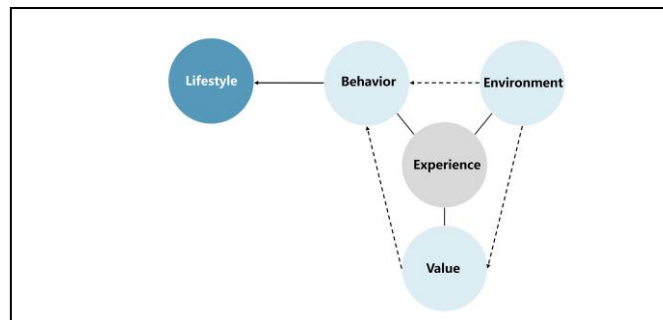 Lifestyle
Behavior
Environment
Experience
Value